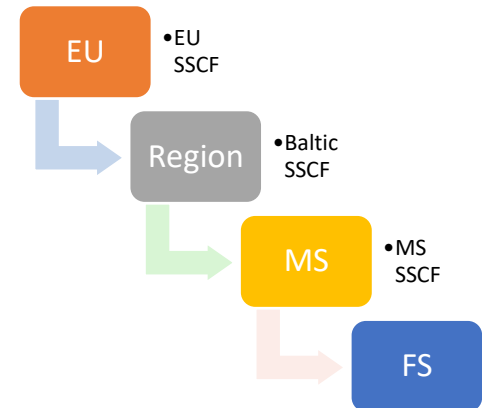 EU
•EU
SSCF
Region
•Baltic
SSCF
MS
•MS
SSCF
FS